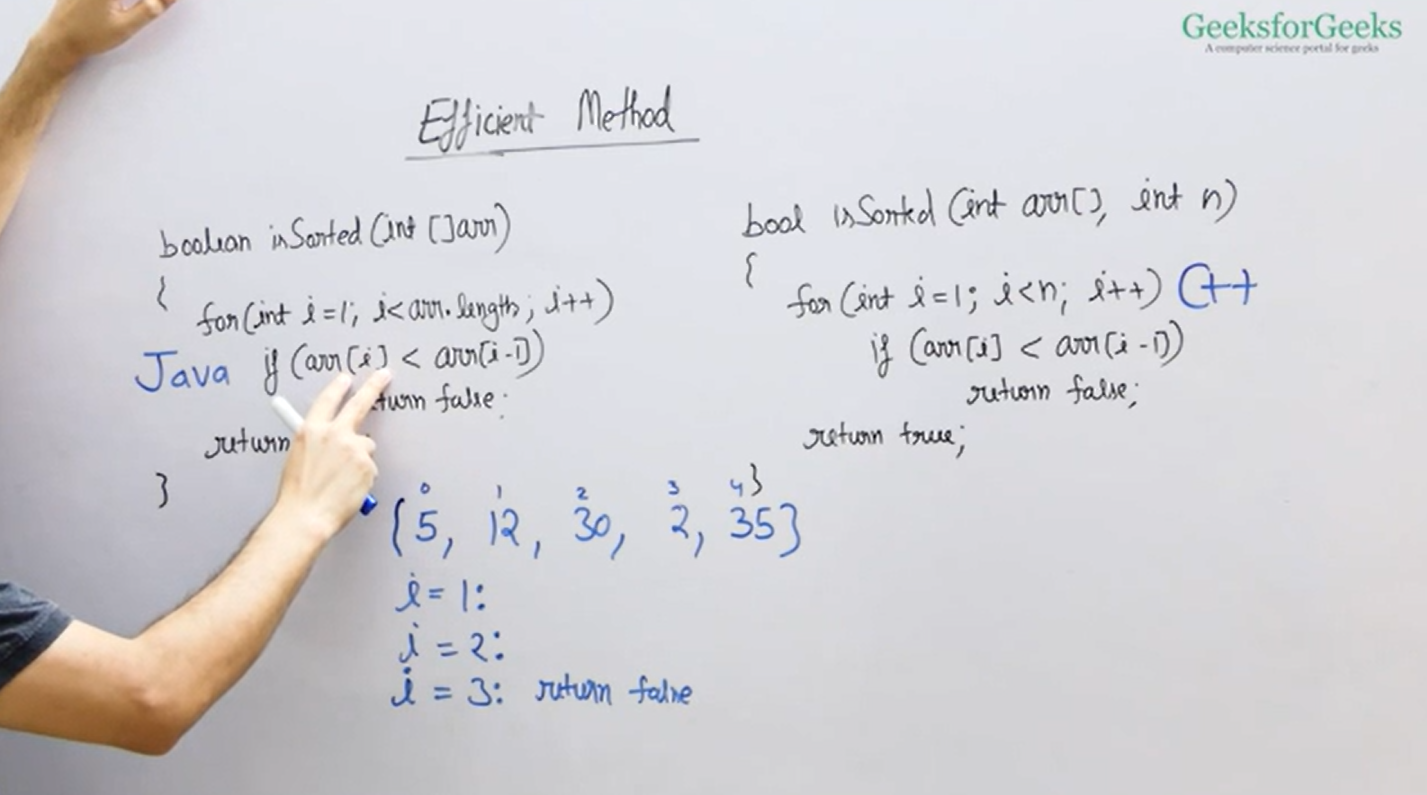 GeeksforGeeks
A computer science portal for geeks
Efficient Method
boolean isSorted (int []arr)
{
for(int i=1; i<arr.length; i++)
Java
if (arr[i] < arr[i-1])
turn false;
return
}
bool isSorted (int arr[], int n)
{
for(int i=1; i<n; i++)
C++
if (arr[i] < arr[i-1])
return false;
return true;
}
0 1 2 3 4
{5, 12, 30, 2, 35}
i = 1:
i = 2:
i = 3: return false